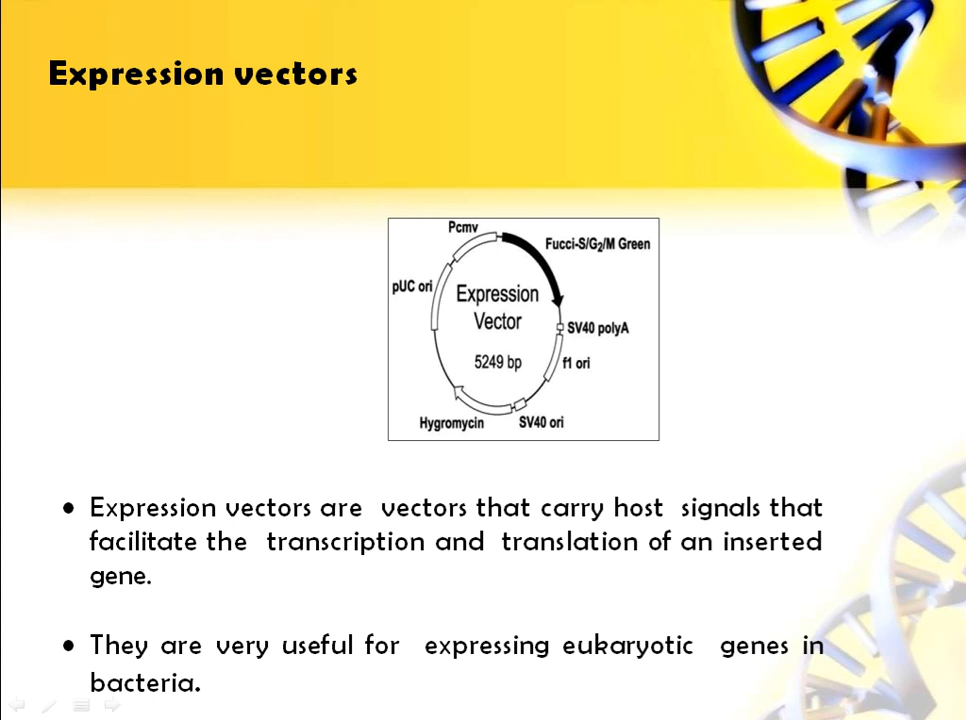 Expression vectors
Pcmv
Fucci-S/G2/M Green
pUC ori
Expression
Vector
SV40 polyA
5249 bp
f1 ori
Hygromycin
SV40 ori
• Expression vectors are vectors that carry host signals that
facilitate the transcription and translation of an inserted
gene.
• They are very useful for expressing eukaryotic genes in
bacteria.